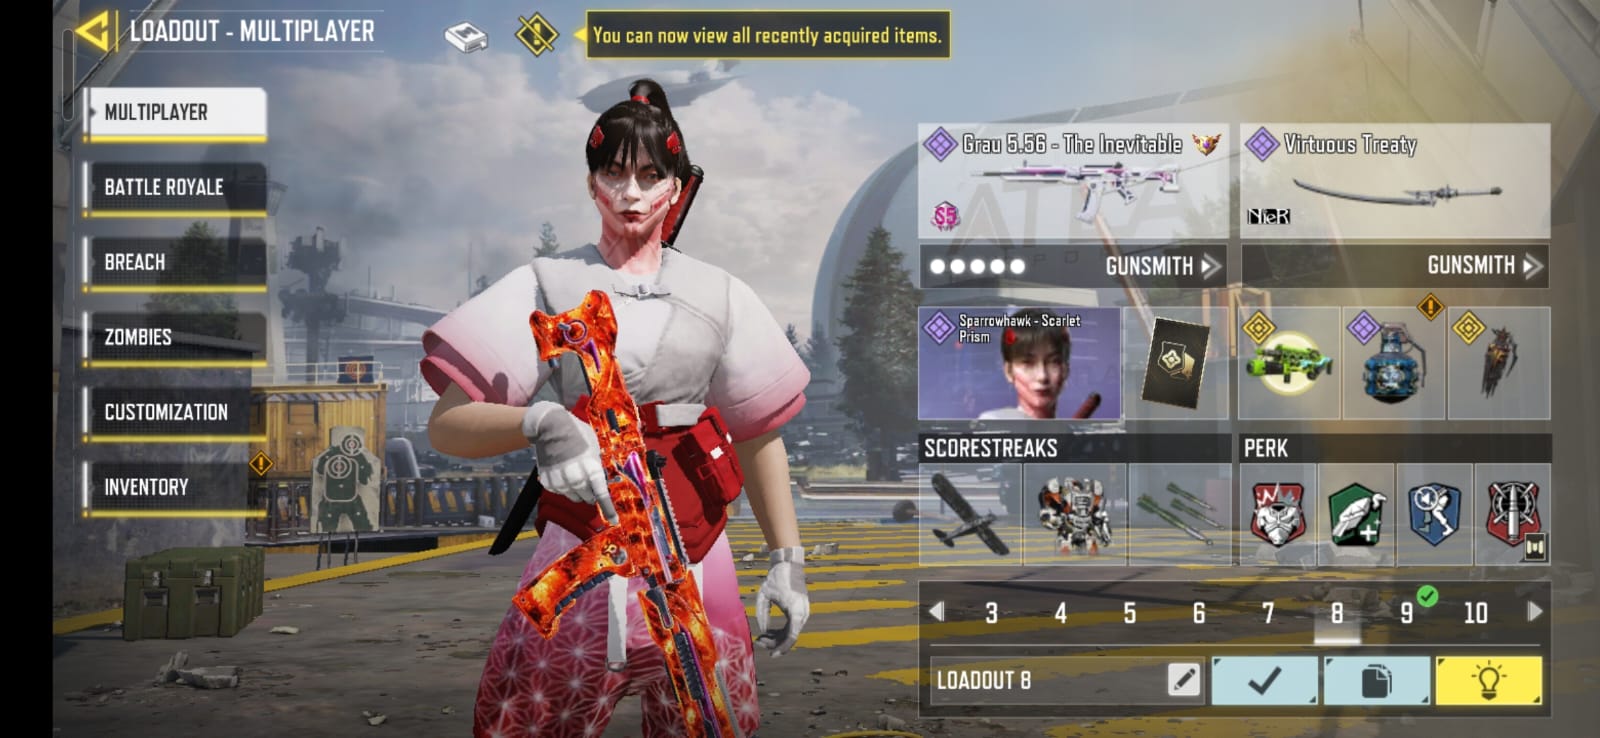 LOADOUT - MULTIPLAYER
You can now view all recently acquired items.
MULTIPLAYER
BATTLE ROYALE
BREACH
ZOMBIES
CUSTOMIZATION
INVENTORY
Grau 5.56 - The Inevitable
S5
GUNSMITH
Virtuous Treaty
NieR
GUNSMITH
Sparrowhawk - Scarlet
Prism
SCORESTREAKS
PERK
3 4 5 6 7 8 9 10
LOADOUT 8